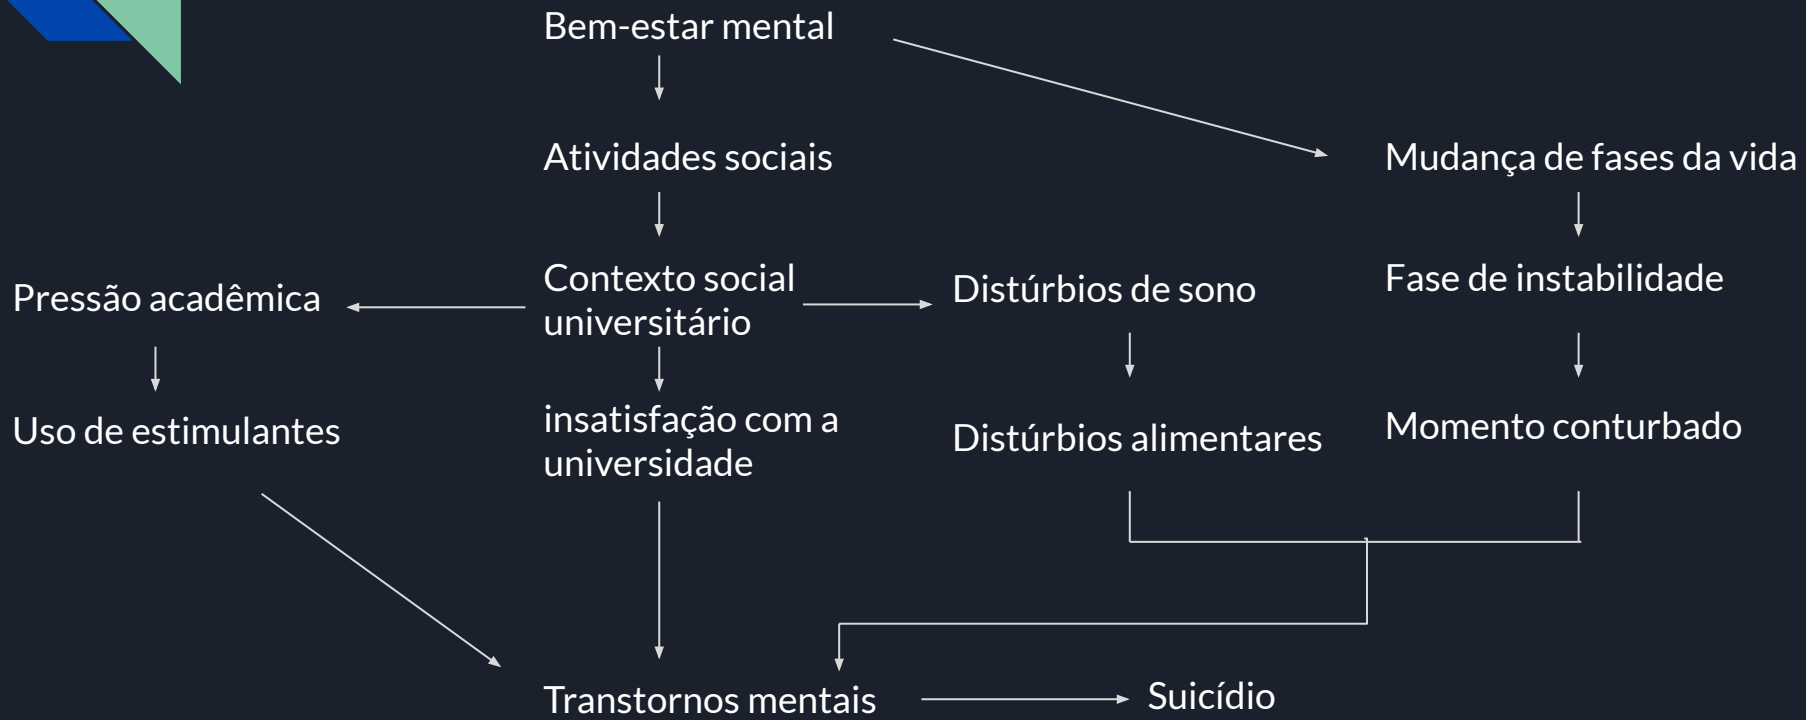 Bem-estar mental
Atividades sociais
Mudança de fases da vida
Pressão acadêmica
Contexto social
universitário
Distúrbios de sono
Fase de instabilidade
Uso de estimulantes
insatisfação com a
universidade
Distúrbios alimentares
Momento conturbado
Transtornos mentais
Suicídio